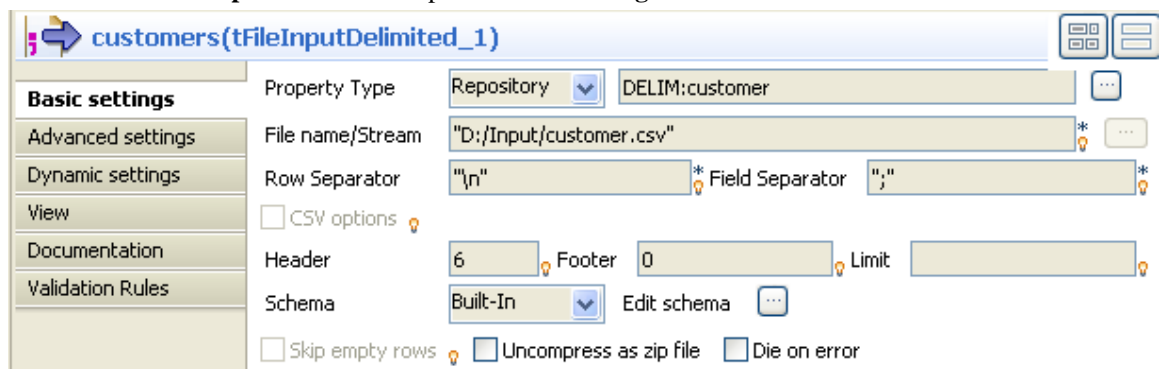 customers(tFileInputDelimited_1)
Basic settings
Advanced settings
Dynamic settings
View
Documentation
Validation Rules
Property Type Repository DELIM:customer ...
File name/Stream "D:/Input/customer.csv" * ...
Row Separator "\n" * Field Separator ";" *
CSV options
Header 6 Footer 0 Limit
Schema Built-In Edit schema ...
Skip empty rows Uncompress as zip file Die on error